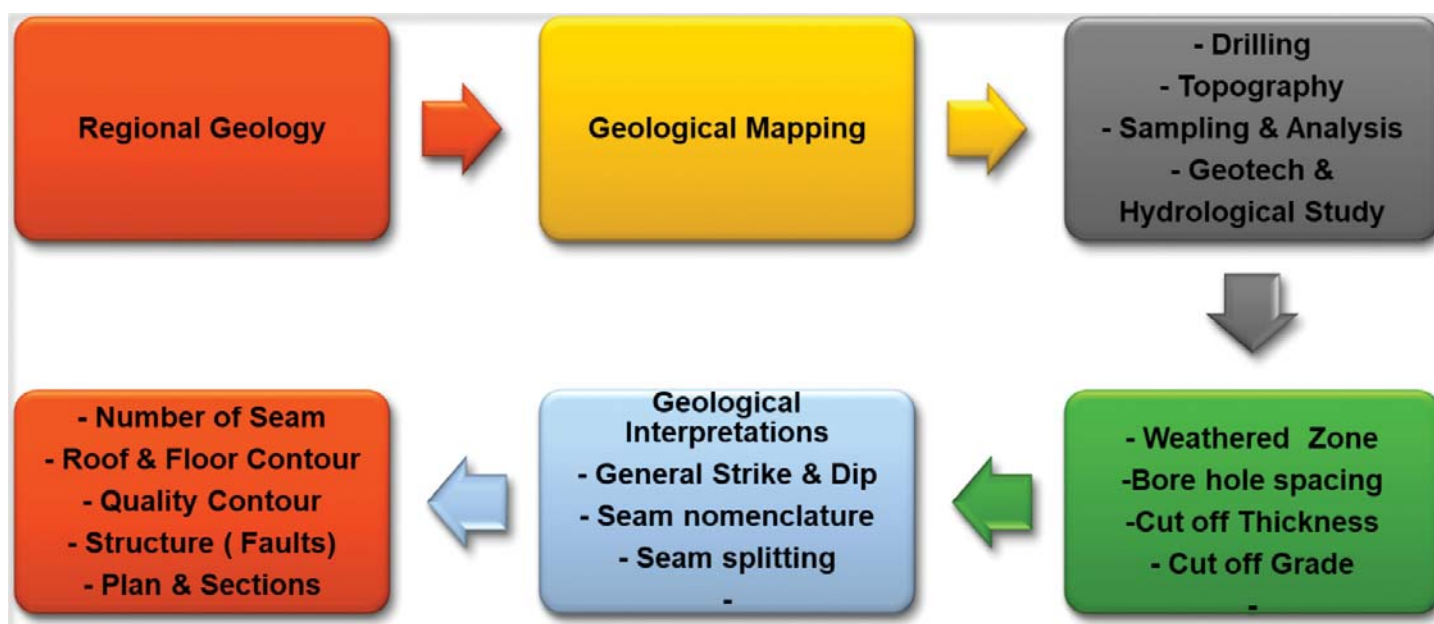 Regional Geology
Geological Mapping
- Drilling
- Topography
- Sampling & Analysis
- Geotech &
Hydrological Study
- Weathered Zone
-Bore hole spacing
-Cut off Thickness
- Cut off Grade
-
Geological
Interpretations
- General Strike & Dip
- Seam nomenclature
- Seam splitting
-
- Number of Seam
- Roof & Floor Contour
- Quality Contour
- Structure ( Faults)
- Plan & Sections